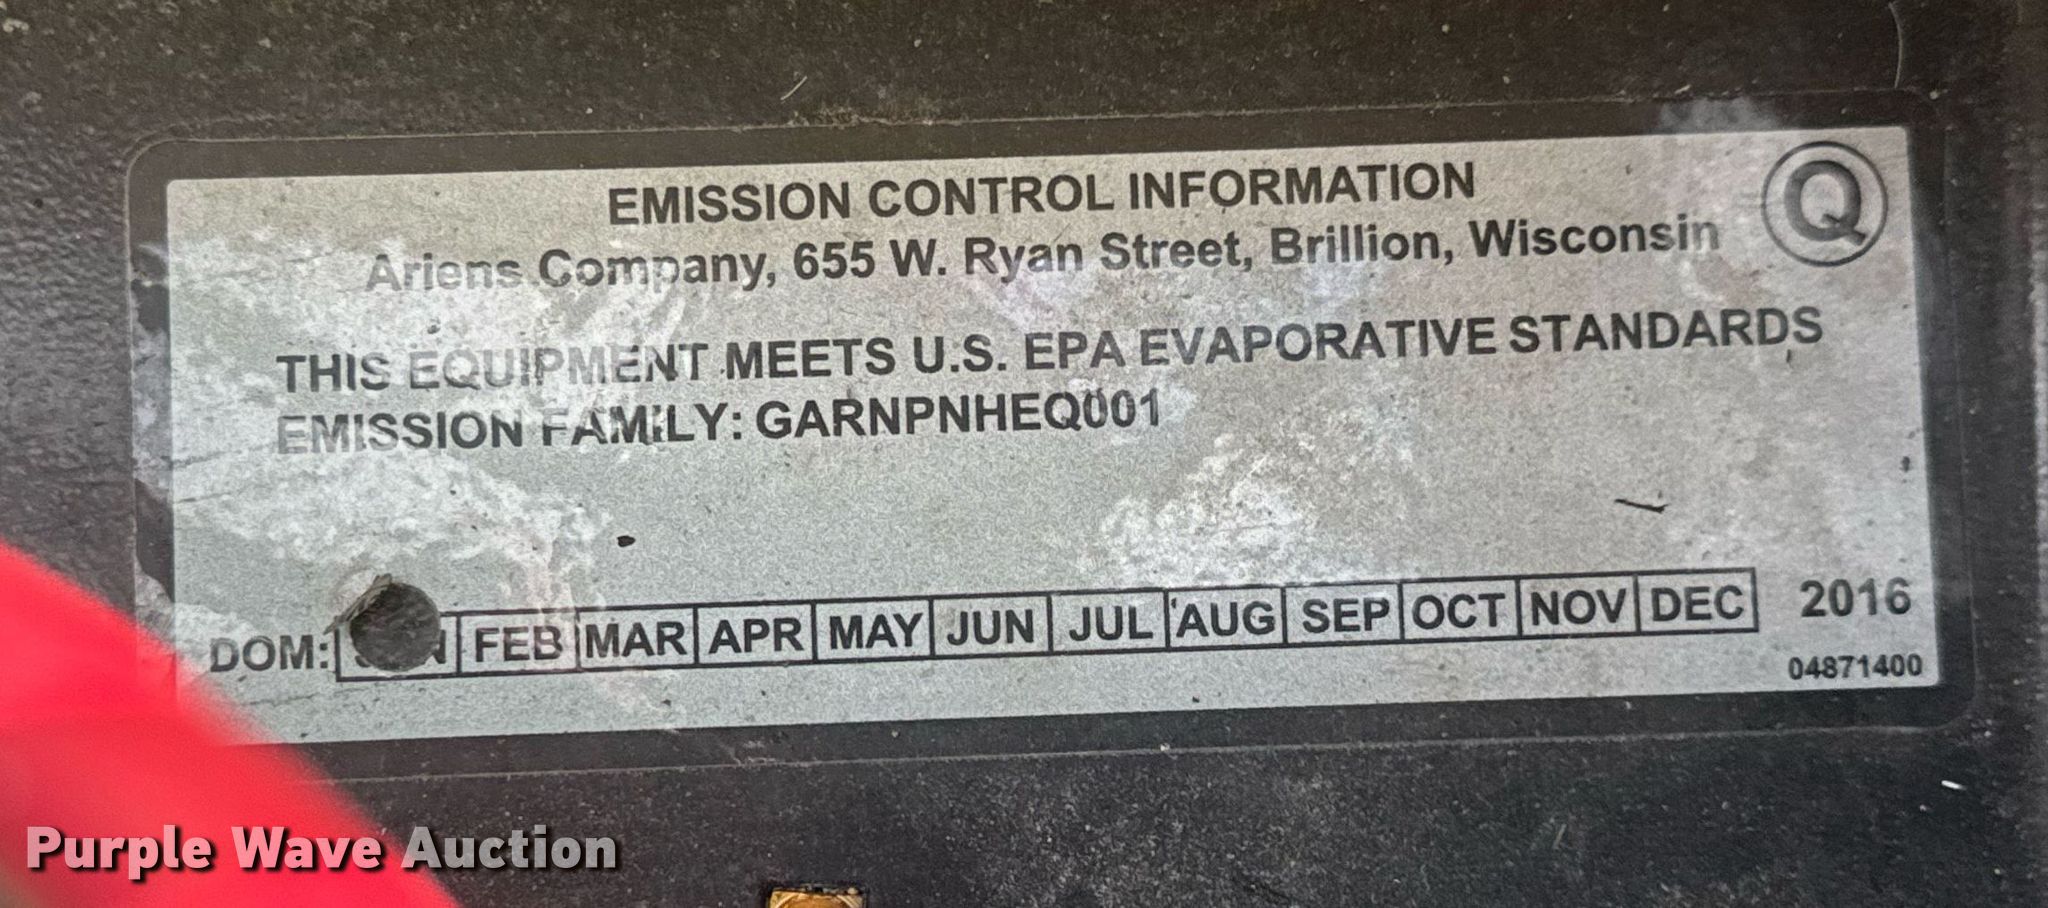 EMISSION CONTROL INFORMATION
Q
Ariens Company, 655 W. Ryan Street, Brillion, Wisconsin
THIS EQUIPMENT MEETS U.S. EPA EVAPORATIVE STANDARDS
EMISSION FAMILY: GARNPNHEQ001
DOM: FEB MAR APR MAY JUN JUL AUG SEP OCT NOV DEC 2016
04871400
Purple Wave Auction